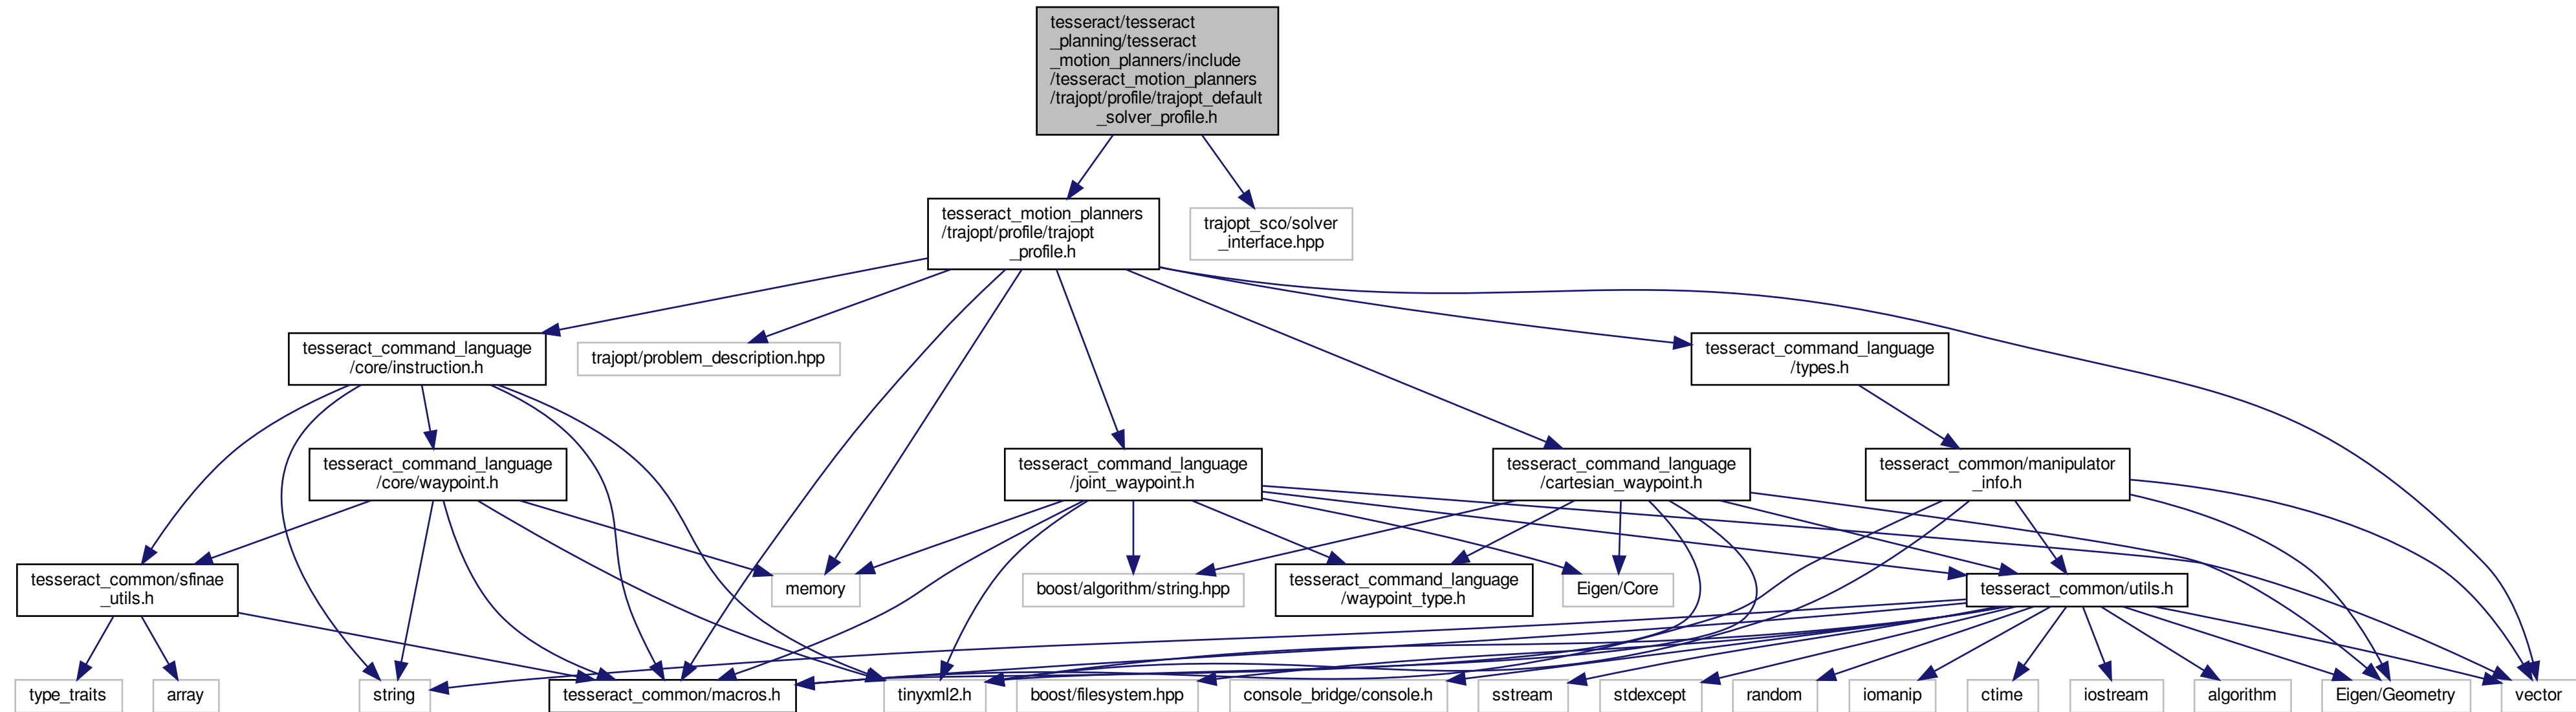 tesseract/tesseract
_planning/tesseract
_motion_planners/include
/tesseract_motion_planners
/trajopt/profile/trajopt_default
_solver_profile.h
tesseract_motion_planners
/trajopt/profile/trajopt
_profile.h
trajopt_sco/solver
_interface.hpp
tesseract_command_language
/core/instruction.h
trajopt/problem_description.hpp
tesseract_command_language
/types.h
tesseract_command_language
/core/waypoint.h
tesseract_command_language
/joint_waypoint.h
tesseract_command_language
/cartesian_waypoint.h
tesseract_common/manipulator
_info.h
tesseract_common/sfinae
_utils.h
memory
boost/algorithm/string.hpp
tesseract_command_language
/waypoint_type.h
Eigen/Core
tesseract_common/utils.h
type_traits
array
string
tesseract_common/macros.h
tinyxml2.h
boost/filesystem.hpp
console_bridge/console.h
sstream
stdexcept
random
iomanip
ctime
iostream
algorithm
Eigen/Geometry
vector